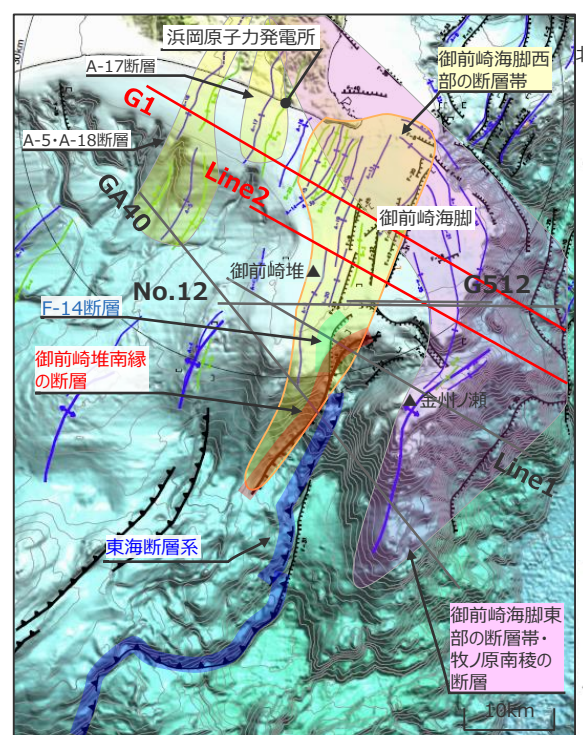 浜岡原子力発電所
北
御前崎海脚西
部の断層帯
A-17断層
G1
A-5・A-18断層
Line2
GA40
御前崎海脚
御前崎堆
No.12
G512
F-14断層
御前崎堆南縁
の断層
金州ノ瀬
Line1
東海断層系
御前崎海脚東
部の断層帯・
牧ノ原南稜の
断層
10km